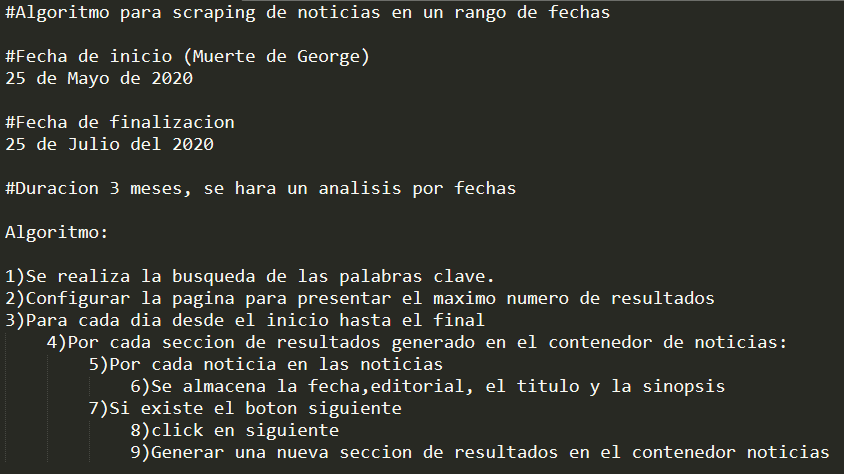 #Algoritmo para scraping de noticias en un rango de fechas
#Fecha de inicio (Muerte de George)
25 de Mayo de 2020
#Fecha de finalizacion
25 de Julio del 2020
#Duracion 3 meses, se hara un analisis por fechas
Algoritmo:
1)Se realiza la busqueda de las palabras clave.
2)Configurar la pagina para presentar el maximo numero de resultados
3)Para cada dia desde el inicio hasta el final
4)Por cada seccion de resultados generado en el contenedor de noticias:
5)Por cada noticia en las noticias
6)Se almacena la fecha,editorial, el titulo y la sinopsis
7)Si existe el boton siguiente
8)click en siguiente
9)Generar una nueva seccion de resultados en el contenedor noticias